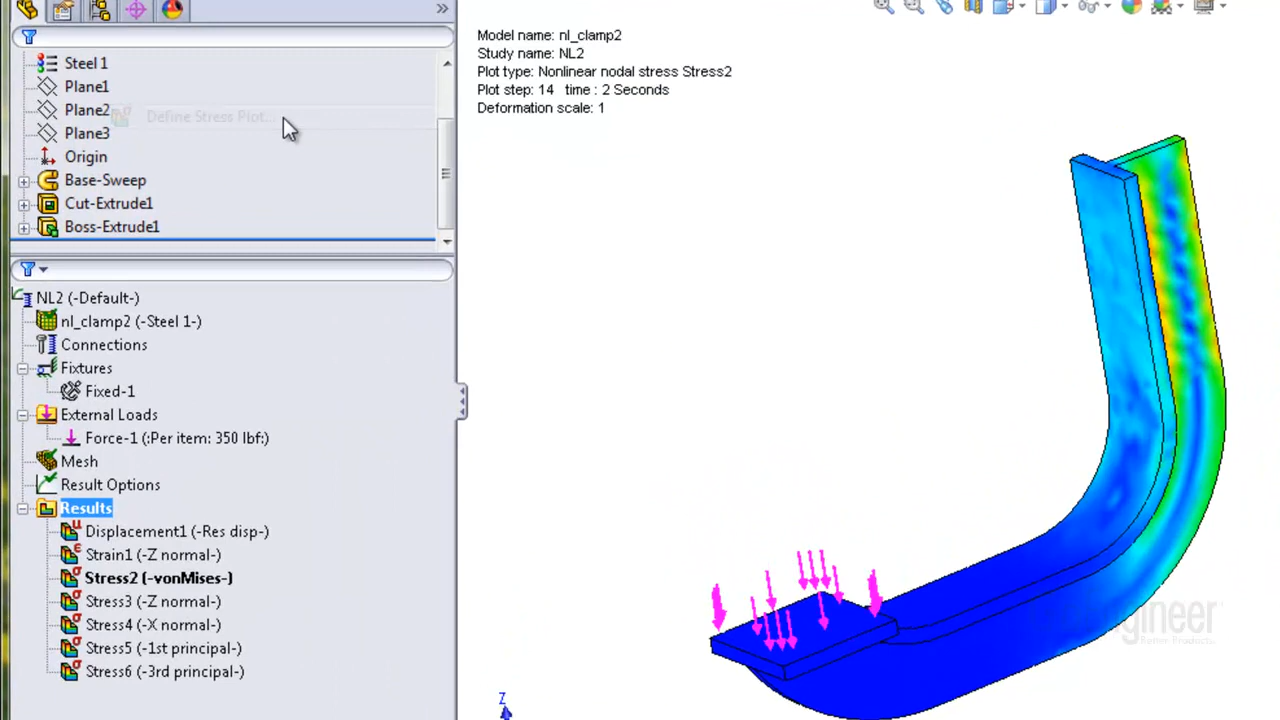 Steel 1
Plane1
Plane2
Define Stress Plot...
Plane3
Origin
Base-Sweep
Cut-Extrude1
Boss-Extrude1
NL2 (-Default-)
nl_clamp2 (-Steel 1-)
Connections
Fixtures
Fixed-1
External Loads
Force-1 (:Per item: 350 lbf:)
Mesh
Result Options
Results
Displacement1 (-Res disp-)
Strain1 (-Z normal-)
Stress2 (-vonMises-)
Stress3 (-Z normal-)
Stress4 (-X normal-)
Stress5 (-1st principal-)
Stress6 (-3rd principal-)
Model name: nl_clamp2
Study name: NL2
Plot type: Nonlinear nodal stress Stress2
Plot step: 14 time : 2 Seconds
Deformation scale: 1
Z